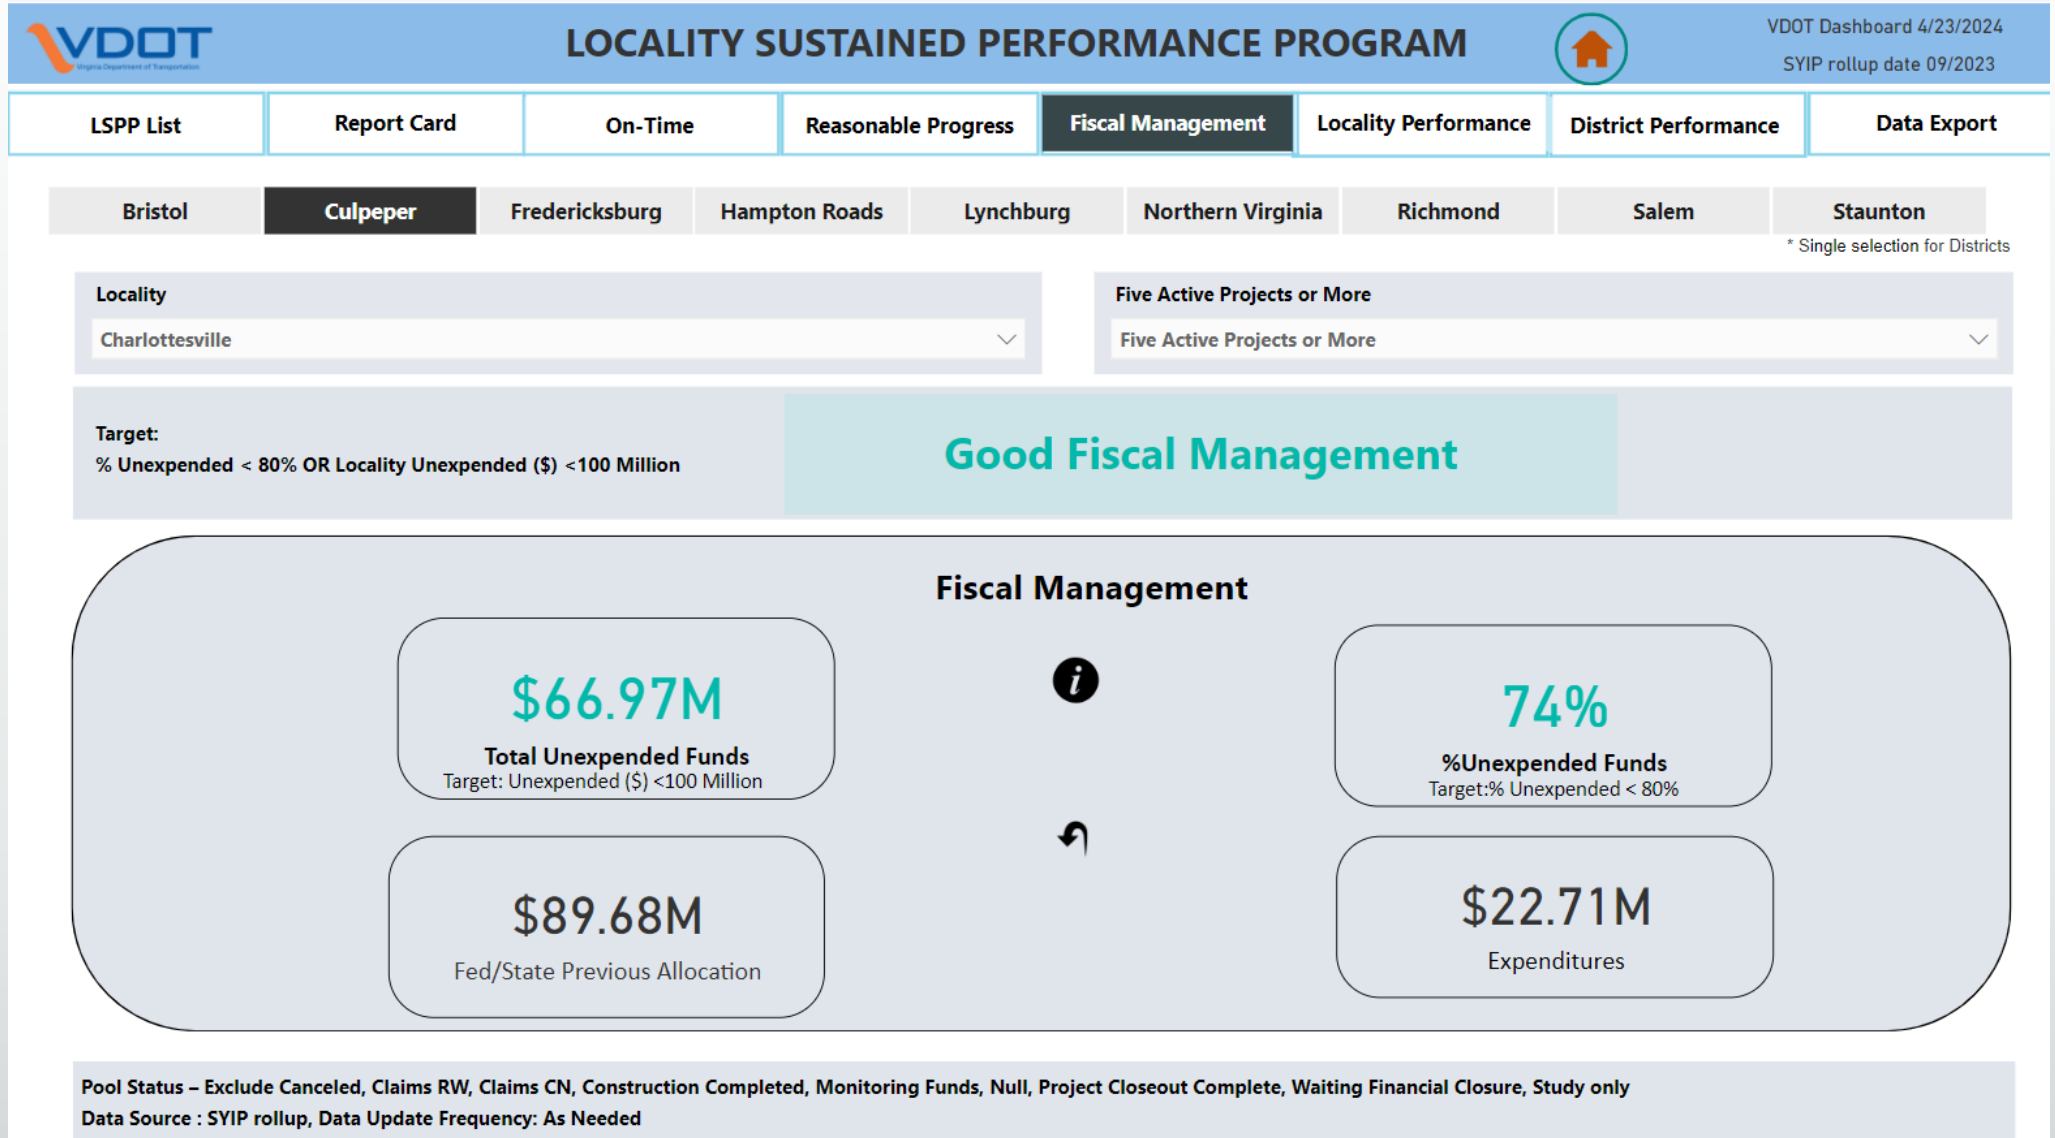 VDOT
Virginia Department of Transportation
LOCALITY SUSTAINED PERFORMANCE PROGRAM
VDOT Dashboard 4/23/2024
SYIP rollup date 09/2023
LSPP List
Report Card
On-Time
Reasonable Progress
Fiscal Management
Locality Performance
District Performance
Data Export
Bristol
Culpeper
Fredericksburg
Hampton Roads
Lynchburg
Northern Virginia
Richmond
Salem
Staunton
* Single selection for Districts
Locality
Charlottesville
Five Active Projects or More
Five Active Projects or More
Target:
% Unexpended < 80% OR Locality Unexpended ($) <100 Million
Good Fiscal Management
Fiscal Management
$66.97M
Total Unexpended Funds
Target: Unexpended ($) <100 Million
i
74%
%Unexpended Funds
Target:% Unexpended < 80%
$89.68M
Fed/State Previous Allocation
$22.71M
Expenditures
Pool Status – Exclude Canceled, Claims RW, Claims CN, Construction Completed, Monitoring Funds, Null, Project Closeout Complete, Waiting Financial Closure, Study only
Data Source : SYIP rollup, Data Update Frequency: As Needed